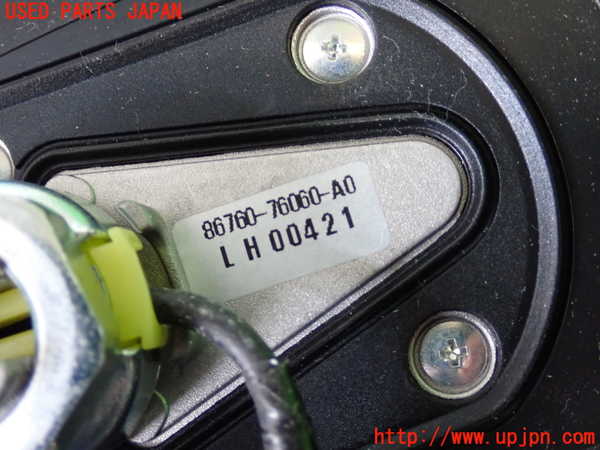 USED PARTS JAPAN
86760-76060-A0
LH00421
http://www.upjpn.com/